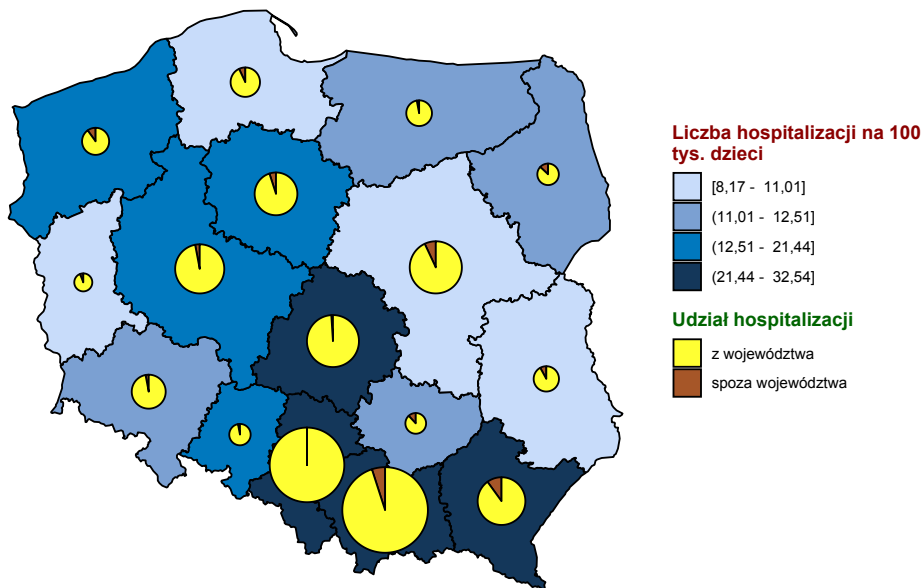 Liczba hospitalizacji na 100
tys. dzieci
[8,17 - 11,01]
(11,01 - 12,51]
(12,51 - 21,44]
(21,44 - 32,54]
Udział hospitalizacji
z województwa
spoza województwa